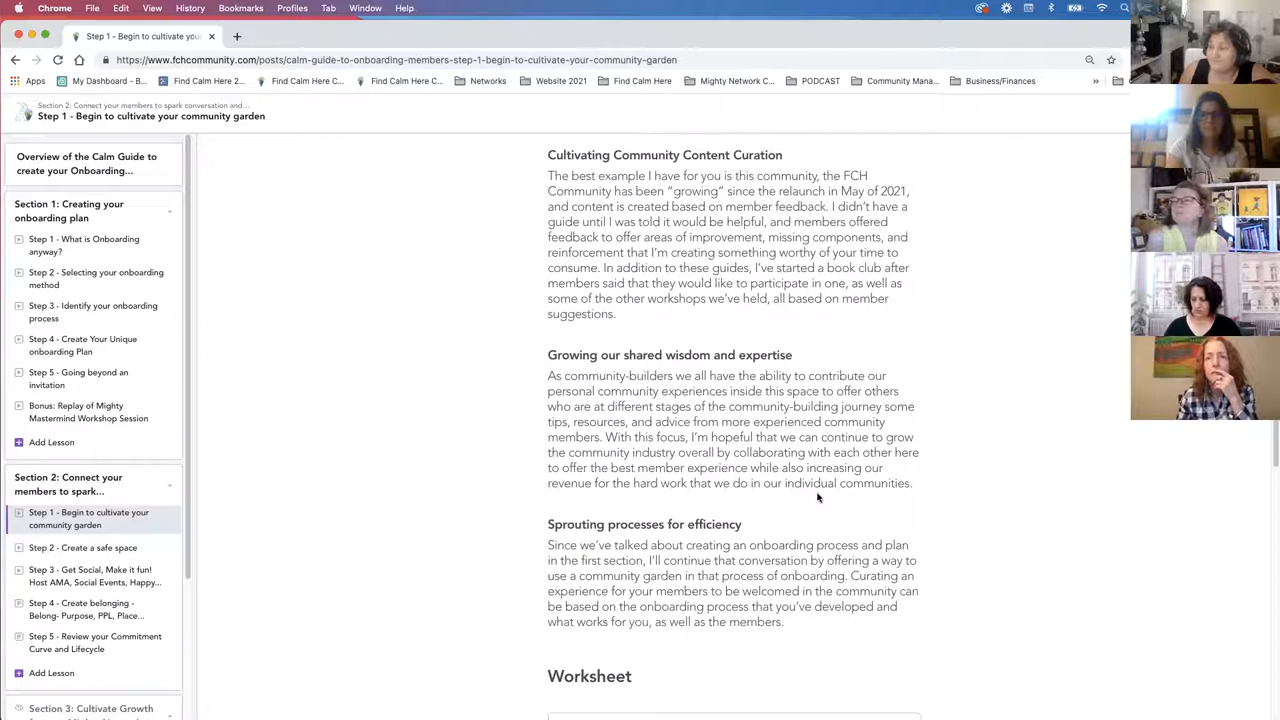 Chrome File Edit View History Bookmarks Profiles Tab Window Help
Step 1 - Begin to cultivate your
https://www.fchcommunity.com/posts/calm-guide-to-onboarding-members-step-1-begin-to-cultivate-your-community-garden
Apps My Dashboard - B... Find Calm Here 2... Find Calm Here C... Find Calm Here C... Networks Website 2021 Find Calm Here Mighty Network C... PODCAST Community Mana... Business/Finances »
Section 2: Connect your members to spark conversation and...
Step 1 - Begin to cultivate your community garden
Overview of the Calm Guide to
create your Onboarding...
Section 1: Creating your
onboarding plan
Step 1 - What is Onboarding
anyway?
Step 2 - Selecting your onboarding
method
Step 3 - Identify your onboarding
process
Step 4 - Create Your Unique
onboarding Plan
Step 5 - Going beyond an
invitation
Bonus: Replay of Mighty
Mastermind Workshop Session
Add Lesson
Section 2: Connect your
members to spark...
Step 1 - Begin to cultivate your
community garden
Step 2 - Create a safe space
Step 3 - Get Social, Make it fun!
Host AMA, Social Events, Happy...
Step 4 - Create belonging -
Belong- Purpose, PPL, Place...
Step 5 - Review your Commitment
Curve and Lifecycle
Add Lesson
Section 3: Cultivate Growth
Cultivating Community Content Curation
The best example I have for you is this community, the FCH
Community has been “growing” since the relaunch in May of 2021,
and content is created based on member feedback. I didn’t have a
guide until I was told it would be helpful, and members offered
feedback to offer areas of improvement, missing components, and
reinforcement that I’m creating something worthy of your time to
consume. In addition to these guides, I’ve started a book club after
members said that they would like to participate in one, as well as
some of the other workshops we’ve held, all based on member
suggestions.
Growing our shared wisdom and expertise
As community-builders we all have the ability to contribute our
personal community experiences inside this space to offer others
who are at different stages of the community-building journey some
tips, resources, and advice from more experienced community
members. With this focus, I’m hopeful that we can continue to grow
the community industry overall by collaborating with each other here
to offer the best member experience while also increasing our
revenue for the hard work that we do in our individual communities.
Sprouting processes for efficiency
Since we’ve talked about creating an onboarding process and plan
in the first section, I’ll continue that conversation by offering a way to
use a community garden in that process of onboarding. Curating an
experience for your members to be welcomed in the community can
be based on the onboarding process that you’ve developed and
what works for you, as well as the members.
Worksheet